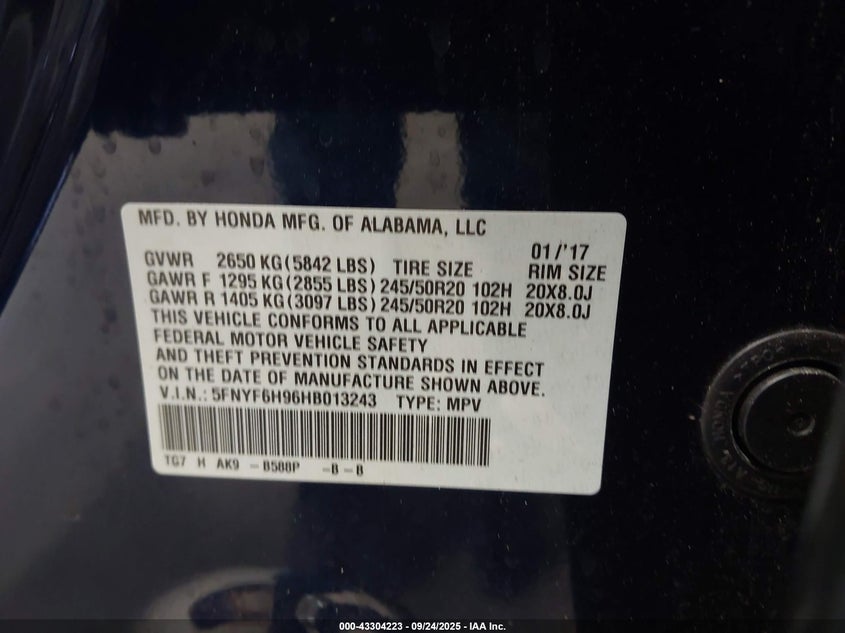 MFD. BY HONDA MFG. OF ALABAMA, LLC
01/'17
GVWR 2650 KG(5842 LBS) TIRE SIZE RIM SIZE
GAWR F 1295 KG(2855 LBS) 245/50R20 102H 20X8.0J
GAWR R 1405 KG(3097 LBS) 245/50R20 102H 20X8.0J
THIS VEHICLE CONFORMS TO ALL APPLICABLE
FEDERAL MOTOR VEHICLE SAFETY
AND THEFT PREVENTION STANDARDS IN EFFECT
ON THE DATE OF MANUFACTURE SHOWN ABOVE.
V.I.N.: 5FNYF6H96HB013243 TYPE: MPV
TG7 H AK9 - B588P -B-B
000-43304223 - 09/24/2025 - IAA Inc.